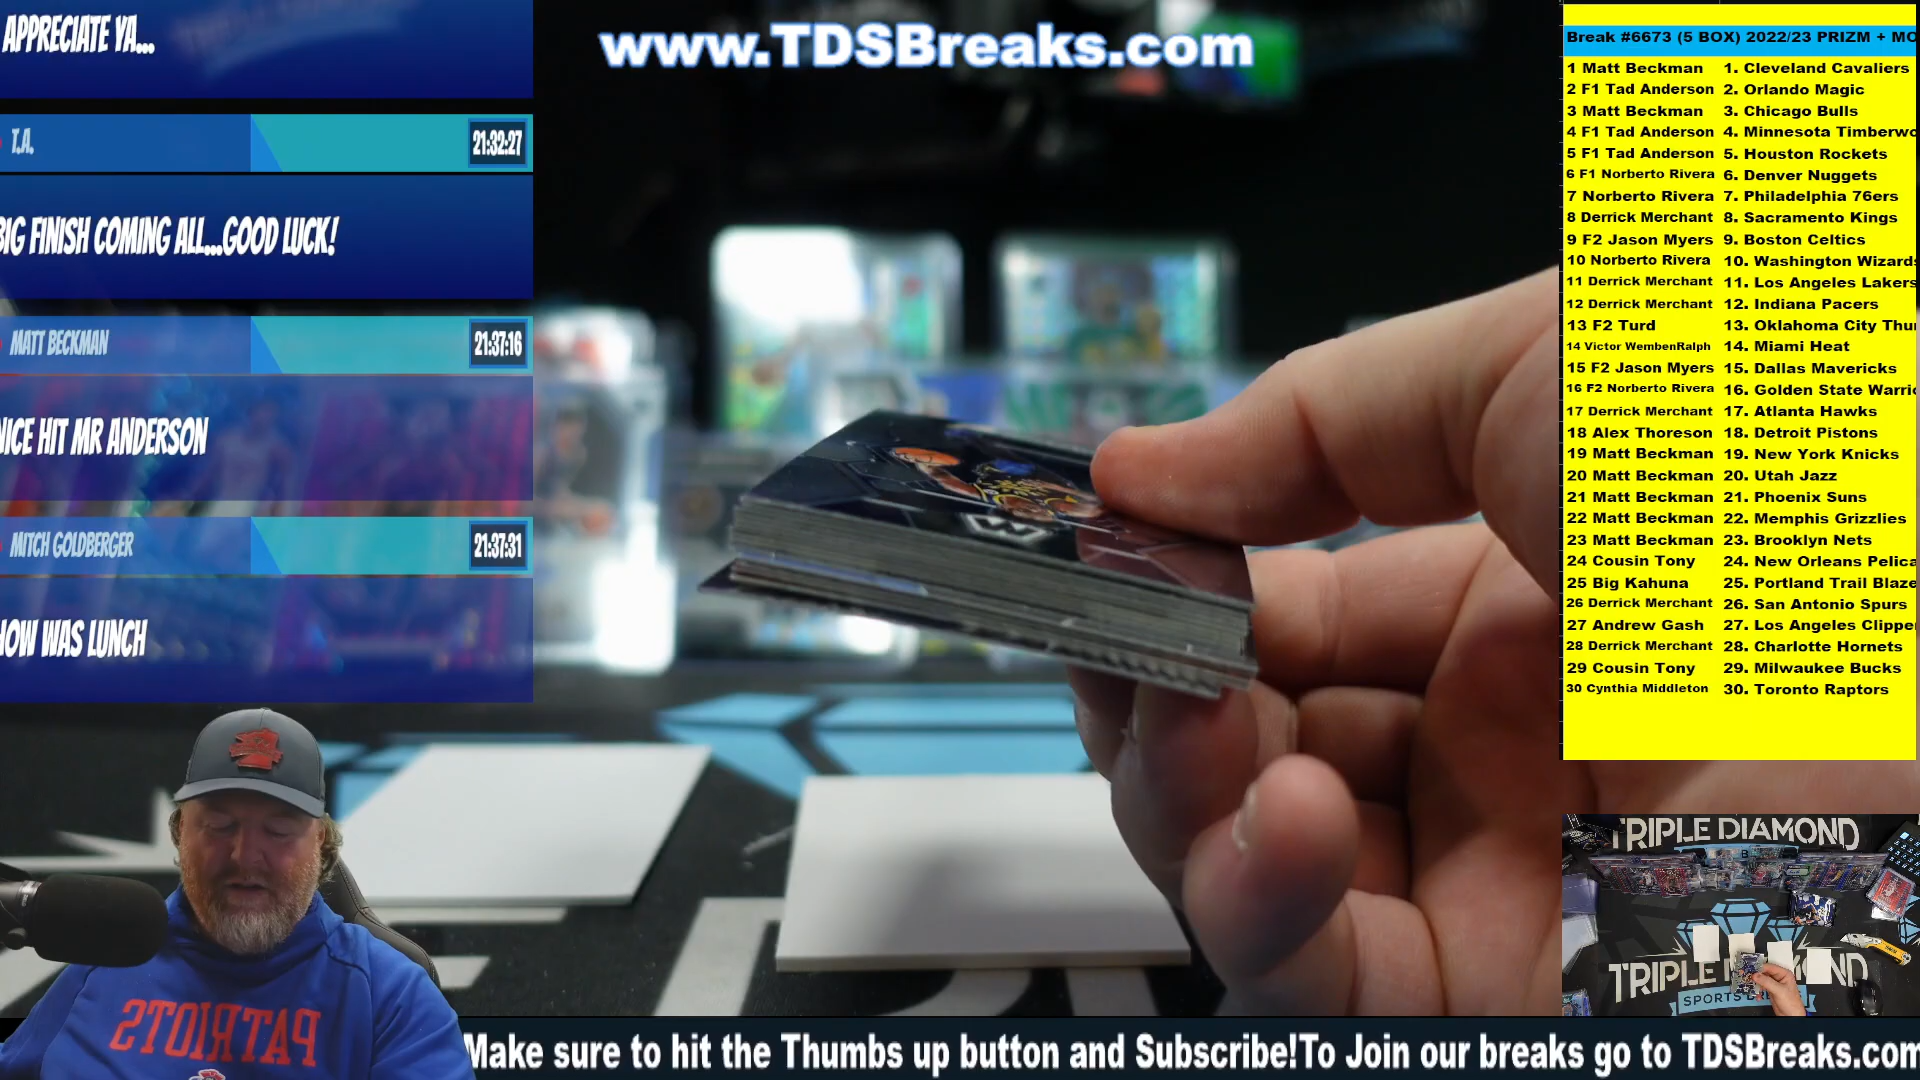 APPRECIATE YA...
T.A.
21:32:27
BIG FINISH COMING ALL...GOOD LUCK!
MATT BECKMAN
21:37:16
NICE HIT MR ANDERSON
MITCH GOLDBERGER
21:37:31
HOW WAS LUNCH
www.TDSBreaks.com
Break #6673 (5 BOX) 2022/23 PRIZM + MO
1 Matt Beckman 1. Cleveland Cavaliers
2 F1 Tad Anderson 2. Orlando Magic
3 Matt Beckman 3. Chicago Bulls
4 F1 Tad Anderson 4. Minnesota Timberwo
5 F1 Tad Anderson 5. Houston Rockets
6 F1 Norberto Rivera 6. Denver Nuggets
7 Norberto Rivera 7. Philadelphia 76ers
8 Derrick Merchant 8. Sacramento Kings
9 F2 Jason Myers 9. Boston Celtics
10 Norberto Rivera 10. Washington Wizards
11 Derrick Merchant 11. Los Angeles Lakers
12 Derrick Merchant 12. Indiana Pacers
13 F2 Turd 13. Oklahoma City Thu
14 Victor WembenRalph 14. Miami Heat
15 F2 Jason Myers 15. Dallas Mavericks
16 F2 Norberto Rivera 16. Golden State Warrio
17 Derrick Merchant 17. Atlanta Hawks
18 Alex Thoreson 18. Detroit Pistons
19 Matt Beckman 19. New York Knicks
20 Matt Beckman 20. Utah Jazz
21 Matt Beckman 21. Phoenix Suns
22 Matt Beckman 22. Memphis Grizzlies
23 Matt Beckman 23. Brooklyn Nets
24 Cousin Tony 24. New Orleans Pelica
25 Big Kahuna 25. Portland Trail Blaze
26 Derrick Merchant 26. San Antonio Spurs
27 Andrew Gash 27. Los Angeles Clipper
28 Derrick Merchant 28. Charlotte Hornets
29 Cousin Tony 29. Milwaukee Bucks
30 Cynthia Middleton 30. Toronto Raptors
TRIPLE DIAMOND
TRIPLE DIAMOND
SPORTS
PATRIOTS
Make sure to hit the Thumbs up button and Subscribe!To Join our breaks go to TDSBreaks.com